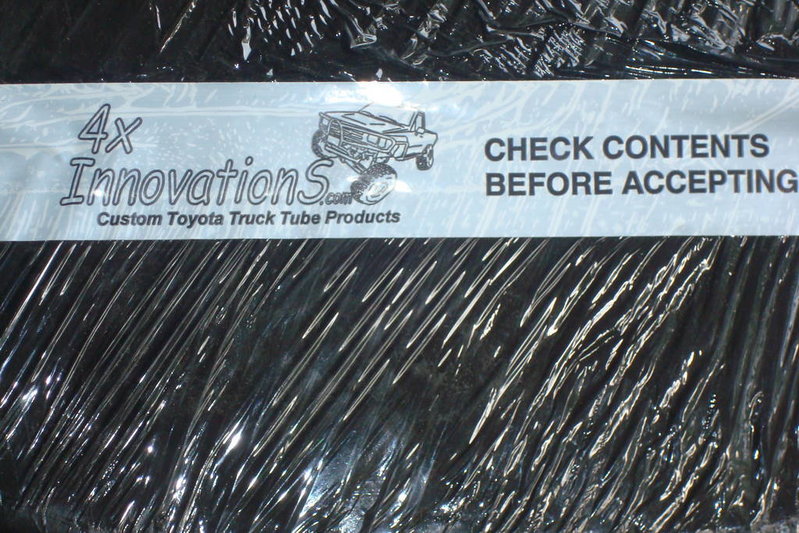 4x
InnovationS.com
Custom Toyota Truck Tube Products
CHECK CONTENTS
BEFORE ACCEPTING